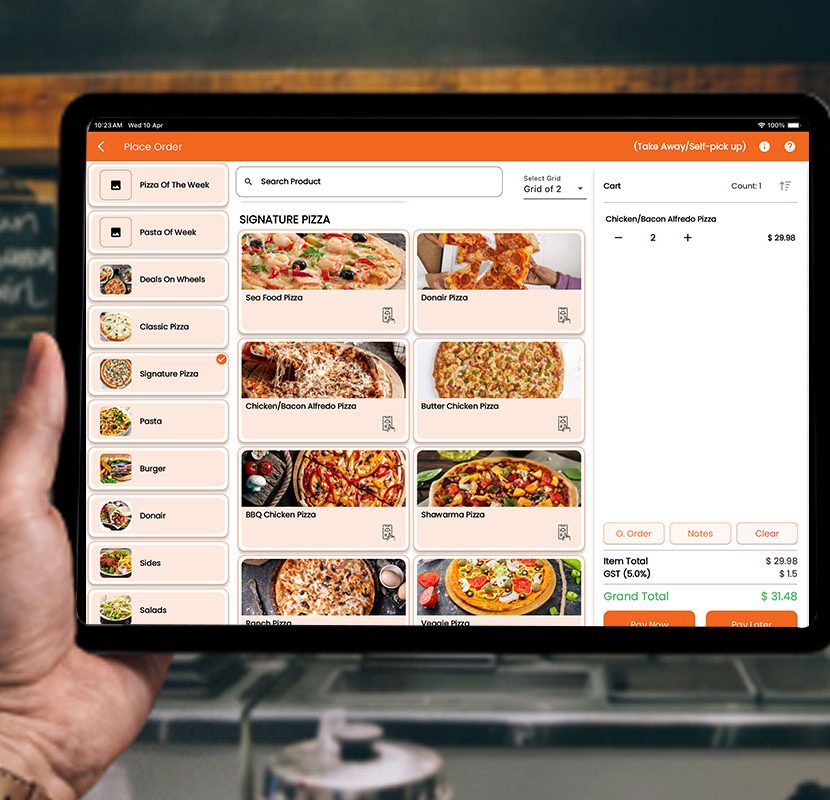 10:23 AM Wed 10 Apr
100%
Place Order
(Take Away/Self-pick up)
Pizza Of The Week
Pasta Of Week
Deals On Wheels
Classic Pizza
Signature Pizza
Pasta
Burger
Donair
Sides
Salads
Search Product
Select Grid
Grid of 2
SIGNATURE PIZZA
Sea Food Pizza
Donair Pizza
Chicken/Bacon Alfredo Pizza
Butter Chicken Pizza
BBQ Chicken Pizza
Shawarma Pizza
Ranch Pizza
Veggie Pizza
Cart
Count: 1
Chicken/Bacon Alfredo Pizza
− 2 + $ 29.98
O. Order
Notes
Clear
Item Total $ 29.98
GST (5.0%) $ 1.5
Grand Total $ 31.48
Pay Now
Pay Later